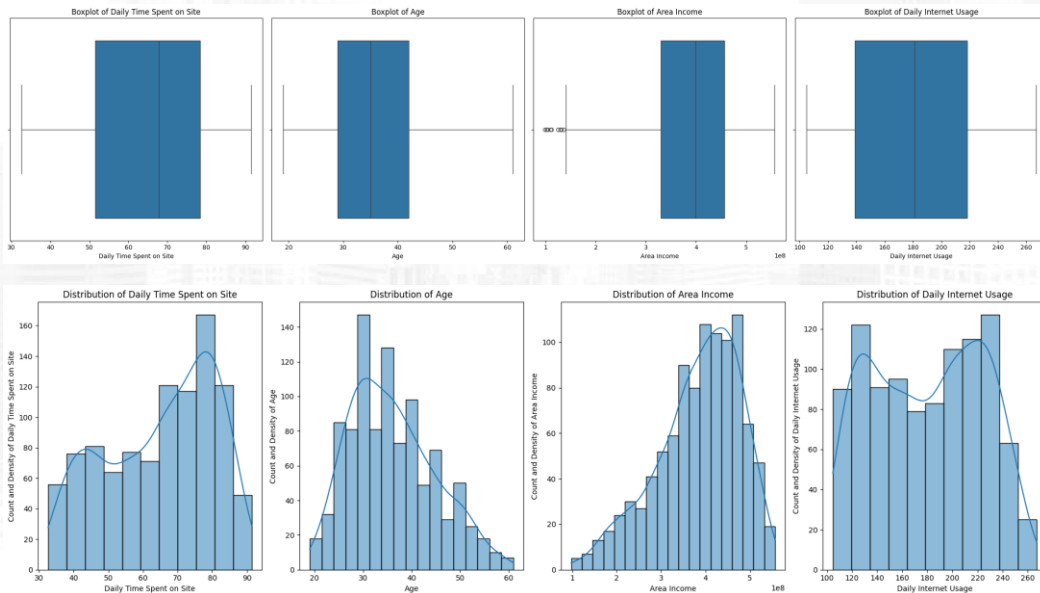 Boxplot of Daily Time Spent on Site
30 40 50 60 70 80 90
Daily Time Spent on Site
Boxplot of Age
20 30 40 50 60
Age
Boxplot of Area Income
1 2 3 4 5
1e8
Area Income
Boxplot of Daily Internet Usage
100 120 140 160 180 200 220 240 260
Daily Internet Usage
Distribution of Daily Time Spent on Site
Count and Density of Daily Time Spent on Site
160
140
120
100
80
60
40
20
0
30 40 50 60 70 80 90
Daily Time Spent on Site
Distribution of Age
Count and Density of Age
140
120
100
80
60
40
20
0
20 30 40 50 60
Age
Distribution of Area Income
Count and Density of Area Income
100
80
60
40
20
0
1 2 3 4 5
1e8
Area Income
Distribution of Daily Internet Usage
Count and Density of Daily Internet Usage
120
100
80
60
40
20
0
100 120 140 160 180 200 220 240 260
Daily Internet Usage